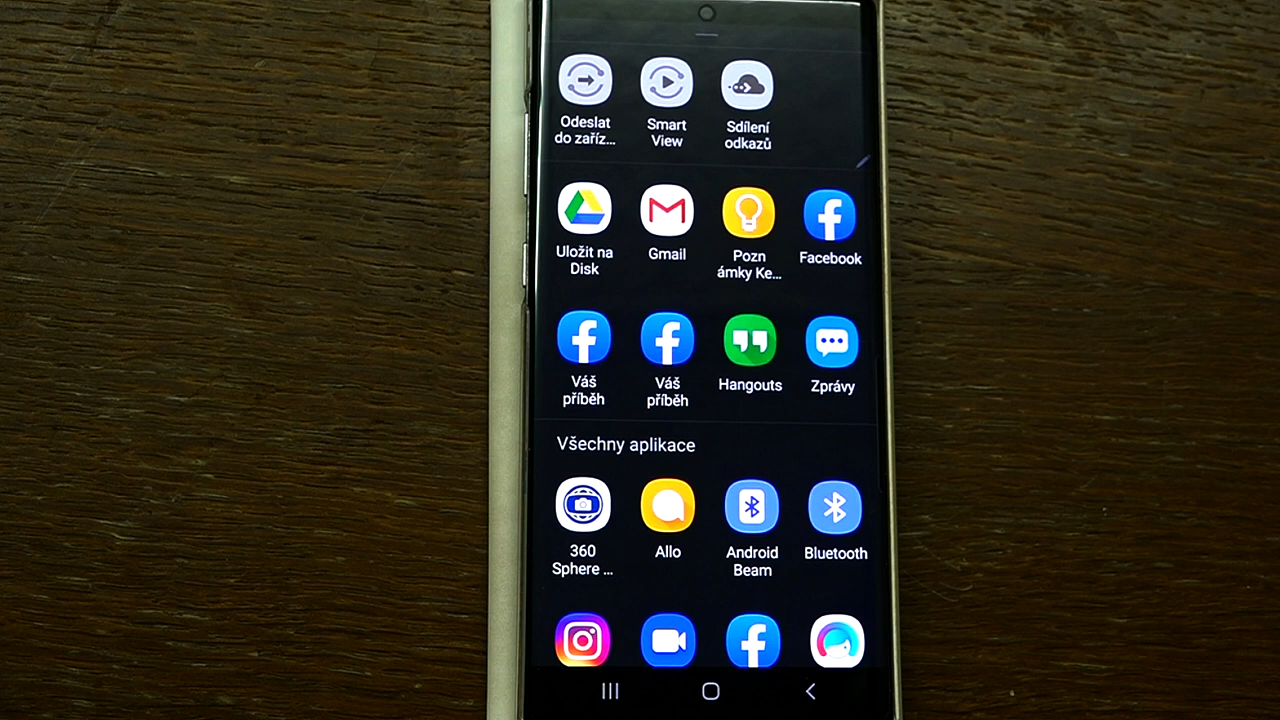 Odeslat
do zaříz...
Smart
View
Sdílení
odkazů
Uložit na
Disk
Gmail
Pozn
ámky Ke...
Facebook
Váš
příběh
Váš
příběh
Hangouts
Zprávy
Všechny aplikace
360
Sphere ...
Allo
Android
Beam
Bluetooth